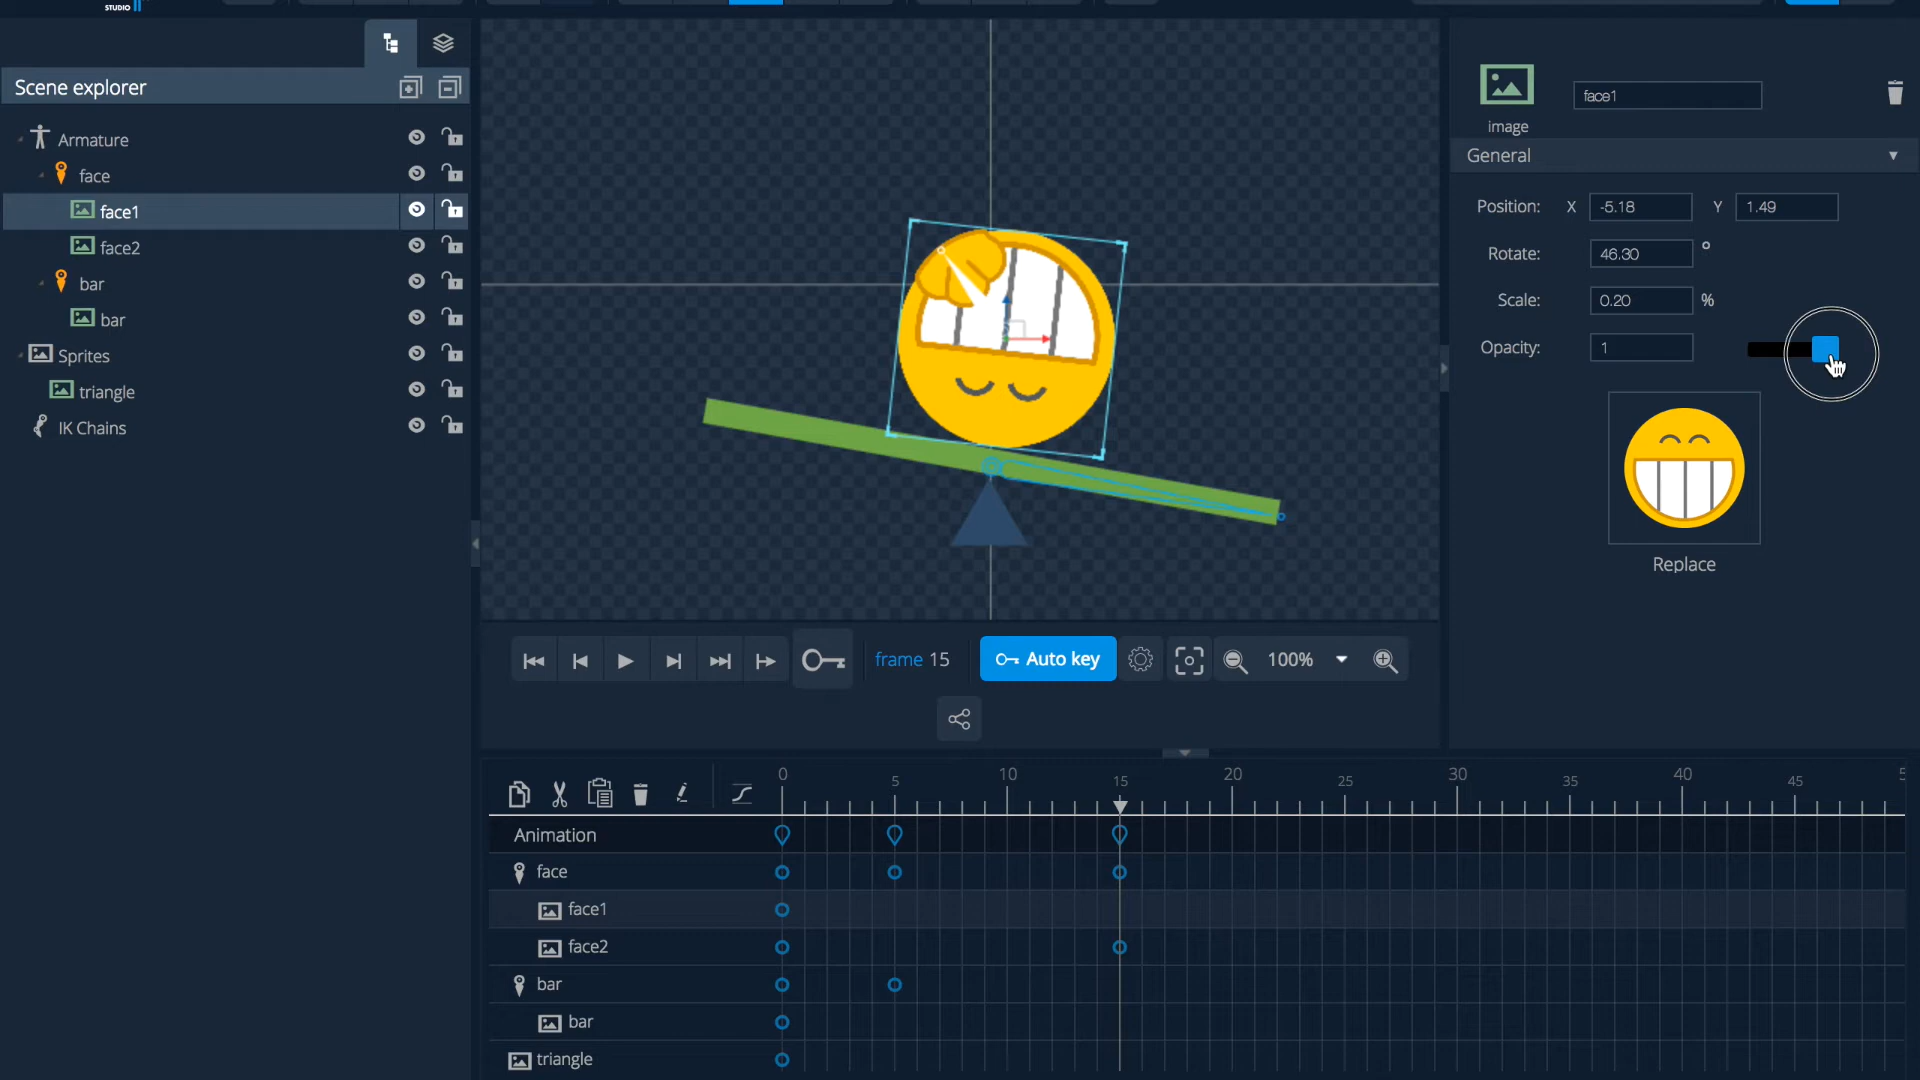 STUDIO
Scene explorer
Armature
face
face1
face2
bar
bar
Sprites
triangle
IK Chains
face1
image
General
Position: X -5.18 Y 1.49
Rotate: 46.30 °
Scale: 0.20 %
Opacity: 1
Replace
frame 15
Auto key
100%
0 5 10 15 20 25 30 35 40 45 5
Animation
face
face1
face2
bar
bar
triangle